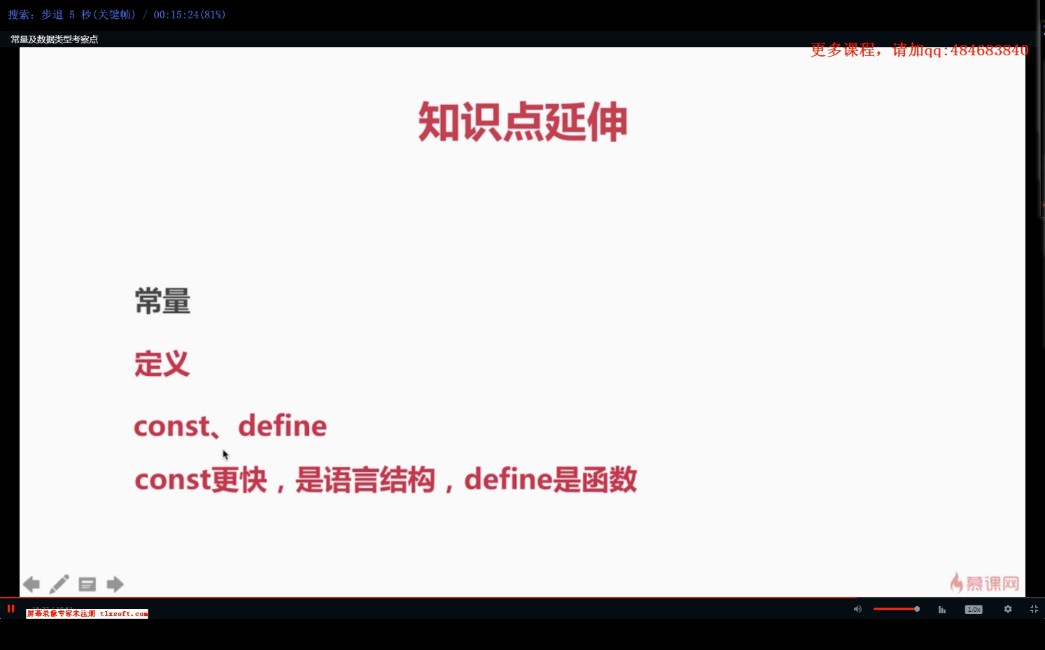 搜索: 步退 5 秒(关键帧) / 00:15:24(81%)
常量及数据类型考察点
更多课程，请加qq:484683840
知识点延伸
常量
定义
const、define
const更快，是语言结构，define是函数
慕课网
屏幕录像专家未注册 tlxsoft.com
1.0x